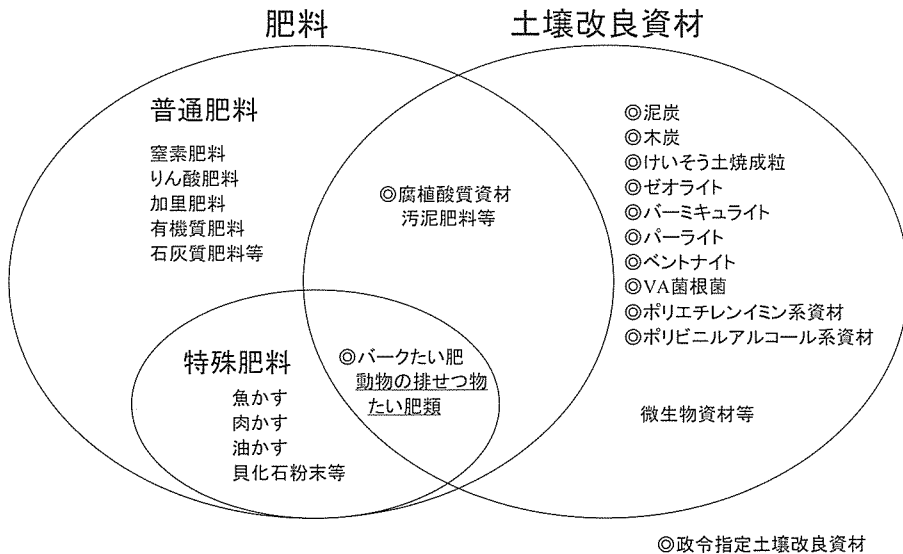 肥料
土壌改良資材
普通肥料
窒素肥料
りん酸肥料
加里肥料
有機質肥料
石灰質肥料等
◎腐植酸質資材
汚泥肥料等
◎泥炭
◎木炭
◎けいそう土焼成粒
◎ゼオライト
◎バーミキュライト
◎パーライト
◎ベントナイト
◎VA菌根菌
◎ポリエチレンイミン系資材
◎ポリビニルアルコール系資材
特殊肥料
魚かす
肉かす
油かす
貝化石粉末等
◎バークたい肥
動物の排せつ物
たい肥類
微生物資材等
◎政令指定土壌改良資材